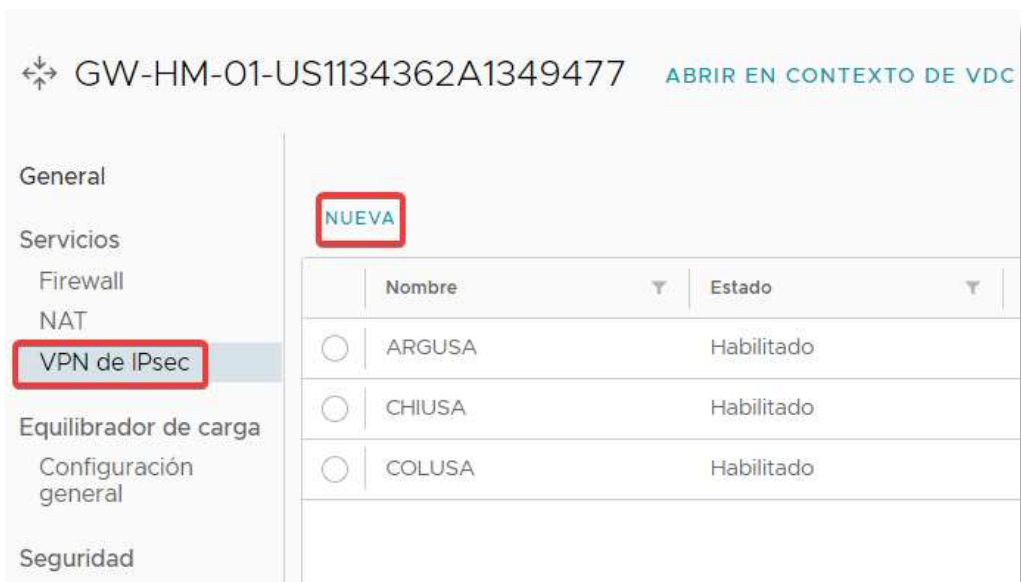 GW-HM-01-US1134362A1349477 ABRIR EN CONTEXTO DE VDC
General
Servicios
Firewall
NAT
VPN de IPsec
Equilibrador de carga
Configuración
general
Seguridad
NUEVA
Nombre Estado
ARGUSA Habilitado
CHIUSA Habilitado
COLUSA Habilitado